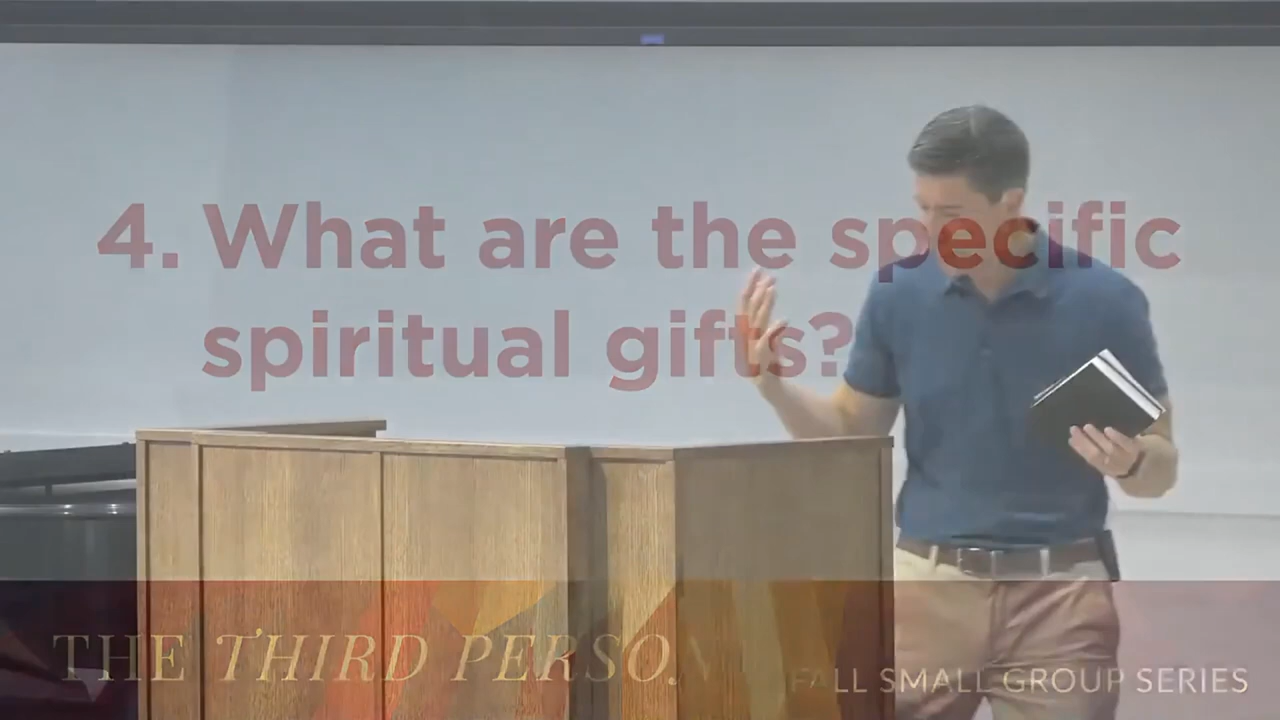 4. What are the specific
spiritual gifts?
THE THIRD PERSON
FALL SMALL GROUP SERIES